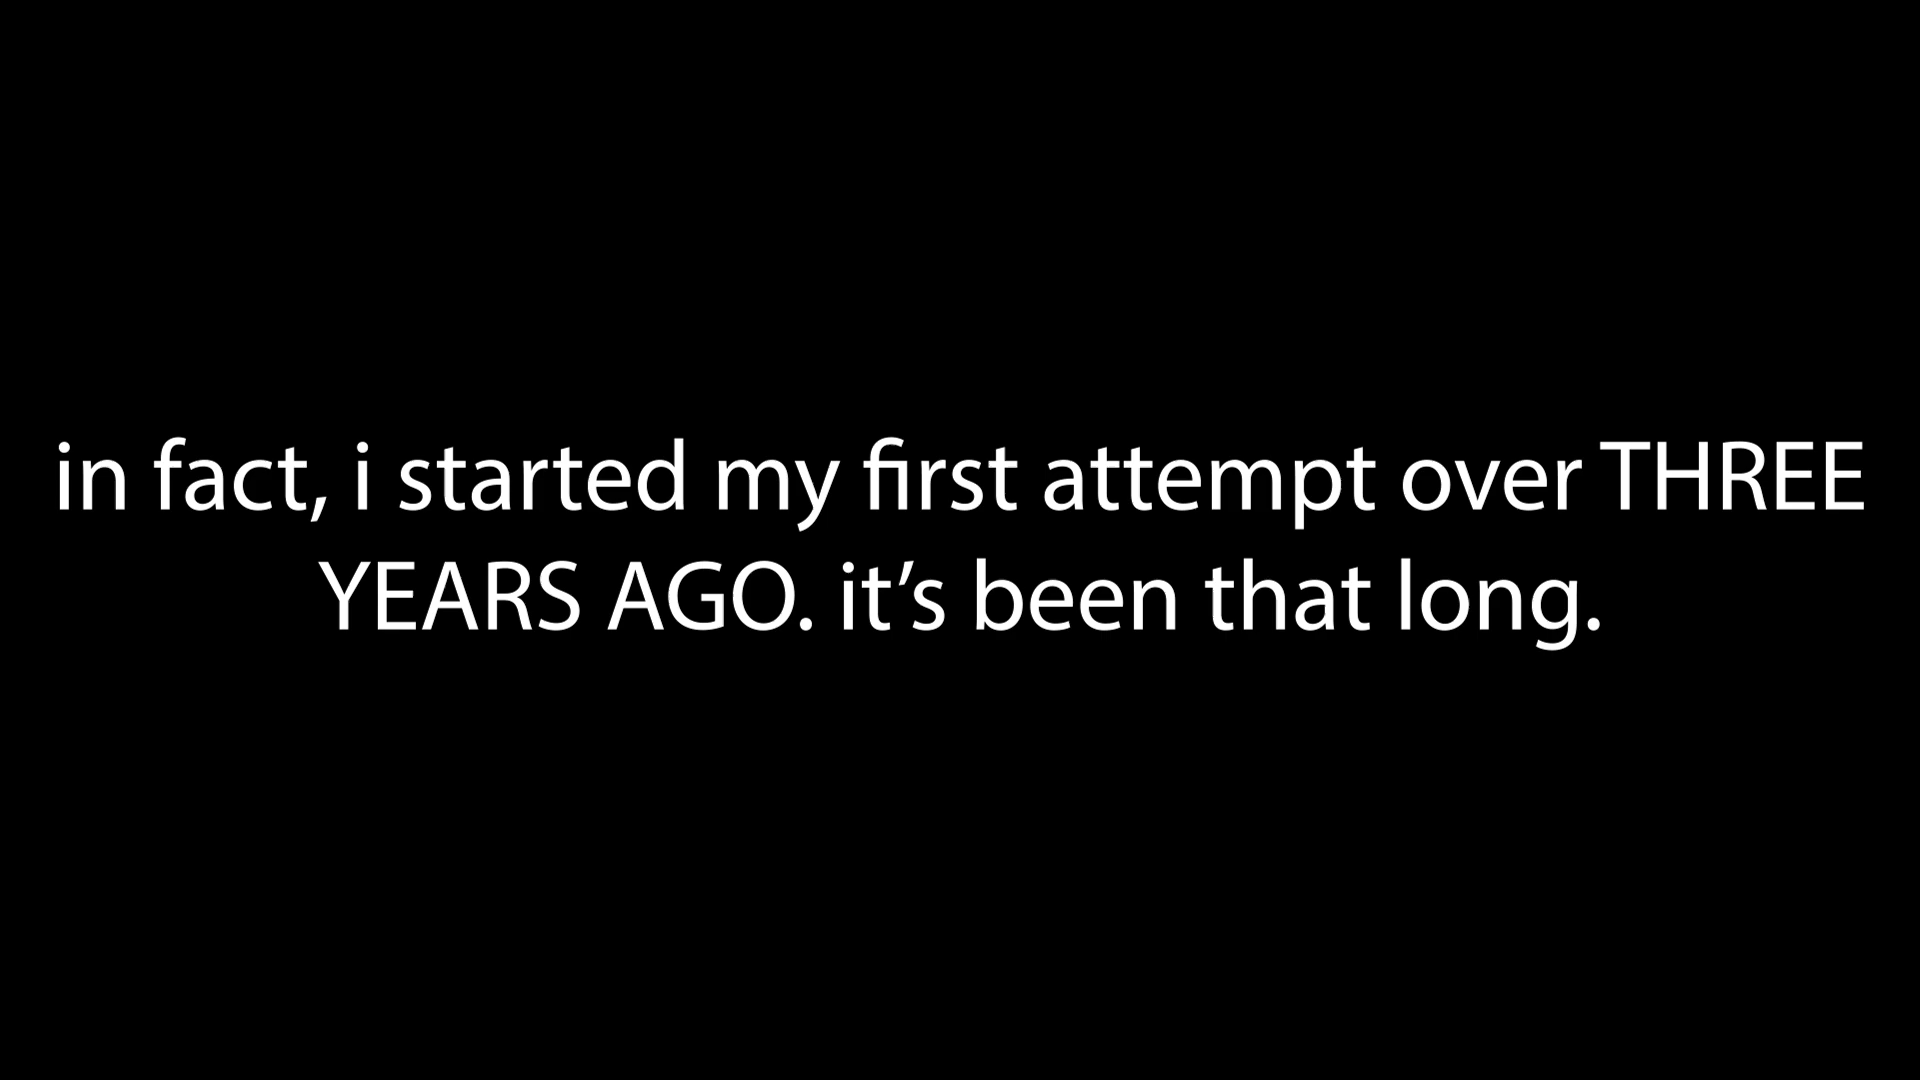 in fact, i started my first attempt over THREE
YEARS AGO. it’s been that long.